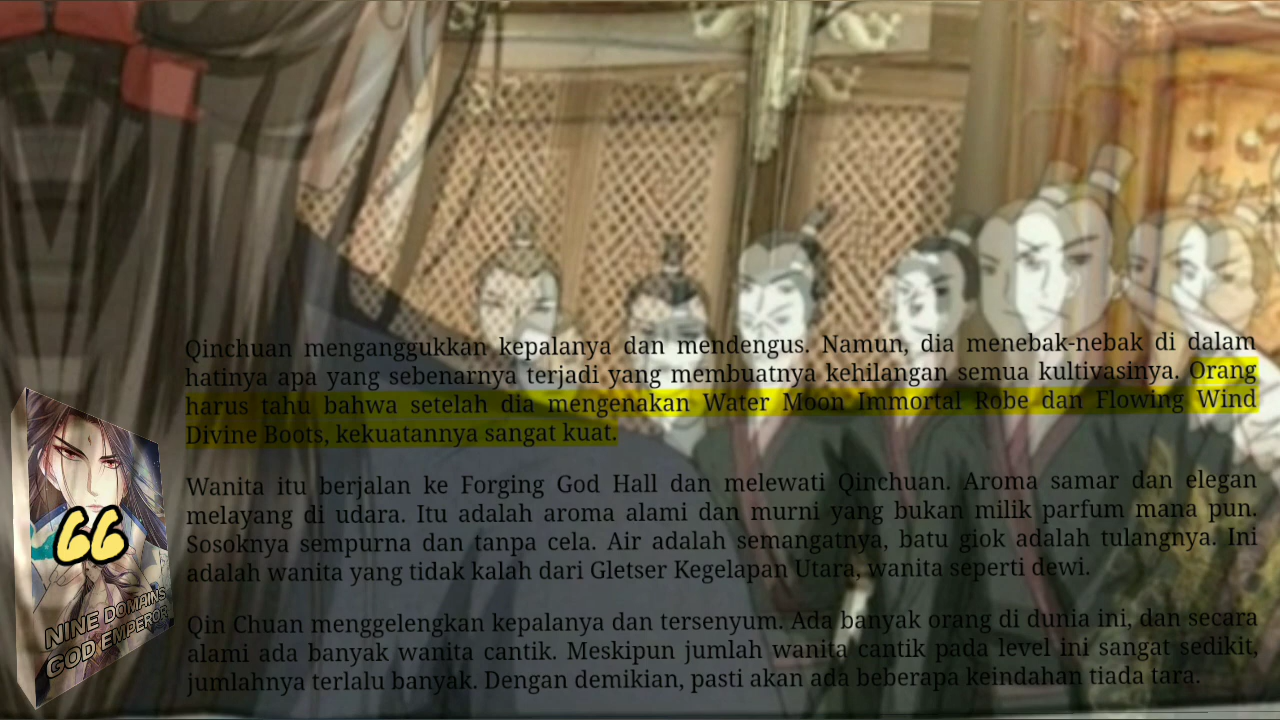 Qinchuan menganggukkan kepalanya dan mendengus. Namun, dia menebak-nebak di dalam
hatinya apa yang sebenarnya terjadi yang membuatnya kehilangan semua kultivasinya. Orang
harus tahu bahwa setelah dia mengenakan Water Moon Immortal Robe dan Flowing Wind
Divine Boots, kekuatannya sangat kuat.
Wanita itu berjalan ke Forging God Hall dan melewati Qinchuan. Aroma samar dan elegan
melayang di udara. Itu adalah aroma alami dan murni yang bukan milik parfum mana pun.
Sosoknya sempurna dan tanpa cela. Air adalah semangatnya, batu giok adalah tulangnya. Ini
adalah wanita yang tidak kalah dari Gletser Kegelapan Utara, wanita seperti dewi.
Qin Chuan menggelengkan kepalanya dan tersenyum. Ada banyak orang di dunia ini, dan secara
alami ada banyak wanita cantik. Meskipun jumlah wanita cantik pada level ini sangat sedikit,
jumlahnya terlalu banyak. Dengan demikian, pasti akan ada beberapa keindahan tiada tara.
66
NINE DOMAINS
GOD EMPEROR